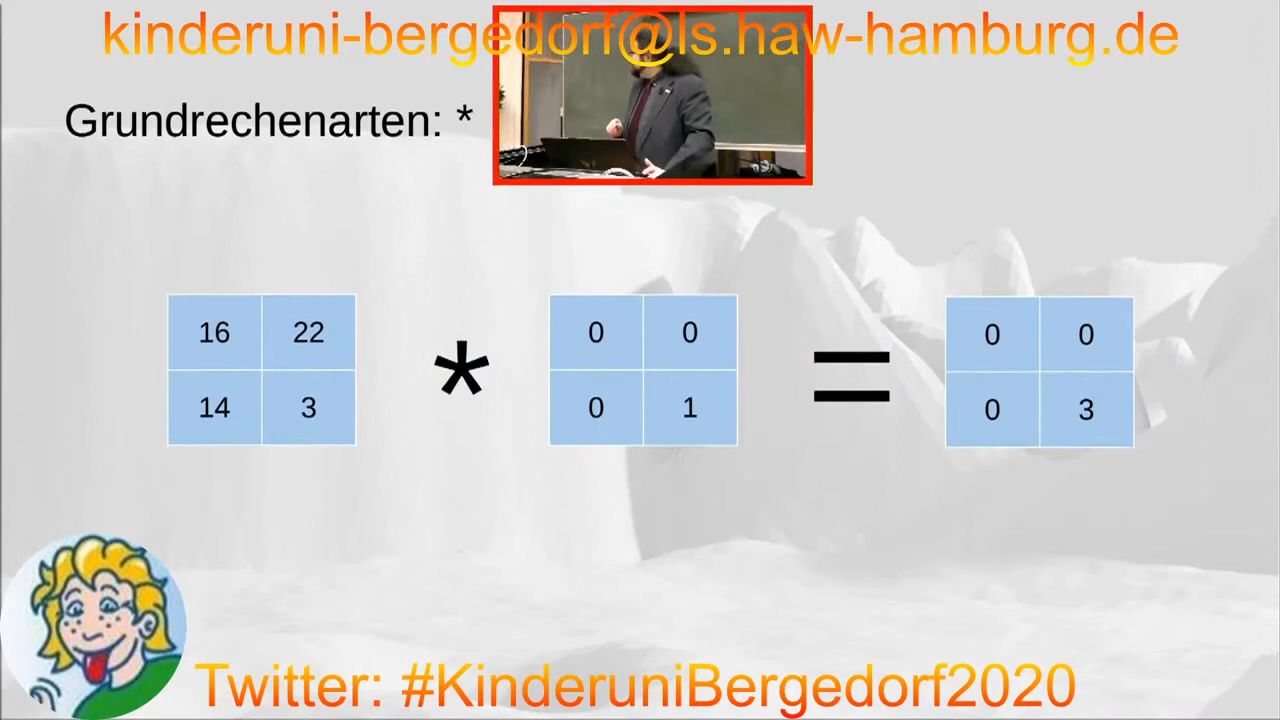 kinderuni-bergedorf@ls.haw-hamburg.de
Grundrechenarten: *
16 22 * 0 0 = 0 0
14 3 0 1 0 3
Twitter: #KinderuniBergedorf2020